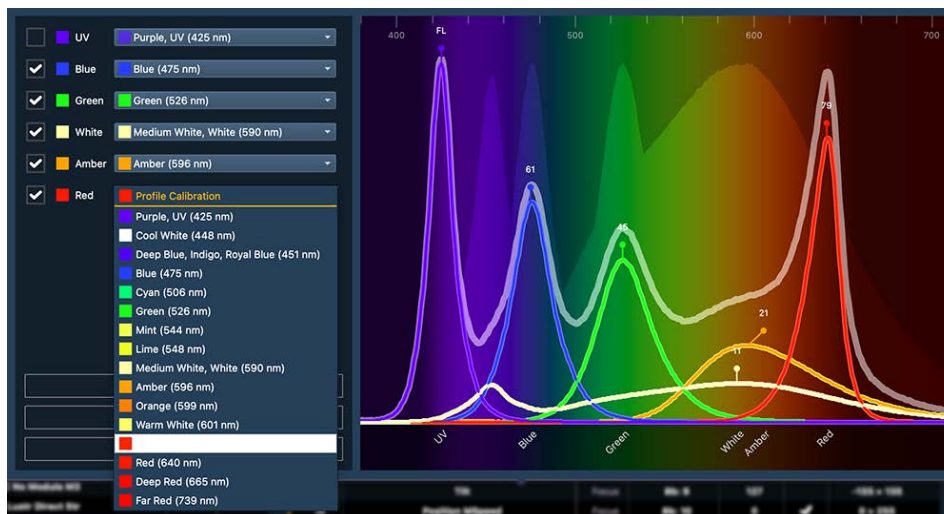 UV
Purple, UV (425 nm)
Blue
Blue (475 nm)
Green
Green (526 nm)
White
Medium White, White (590 nm)
Amber
Amber (596 nm)
Red
Profile Calibration
Purple, UV (425 nm)
Cool White (448 nm)
Deep Blue, Indigo, Royal Blue (451 nm)
Blue (475 nm)
Cyan (506 nm)
Green (526 nm)
Mint (544 nm)
Lime (548 nm)
Medium White, White (590 nm)
Amber (596 nm)
Orange (599 nm)
Warm White (601 nm)
Red (640 nm)
Deep Red (665 nm)
Far Red (739 nm)
400
500
600
700
FL
61
45
79
21
11
UV
Blue
Green
White
Amber
Red